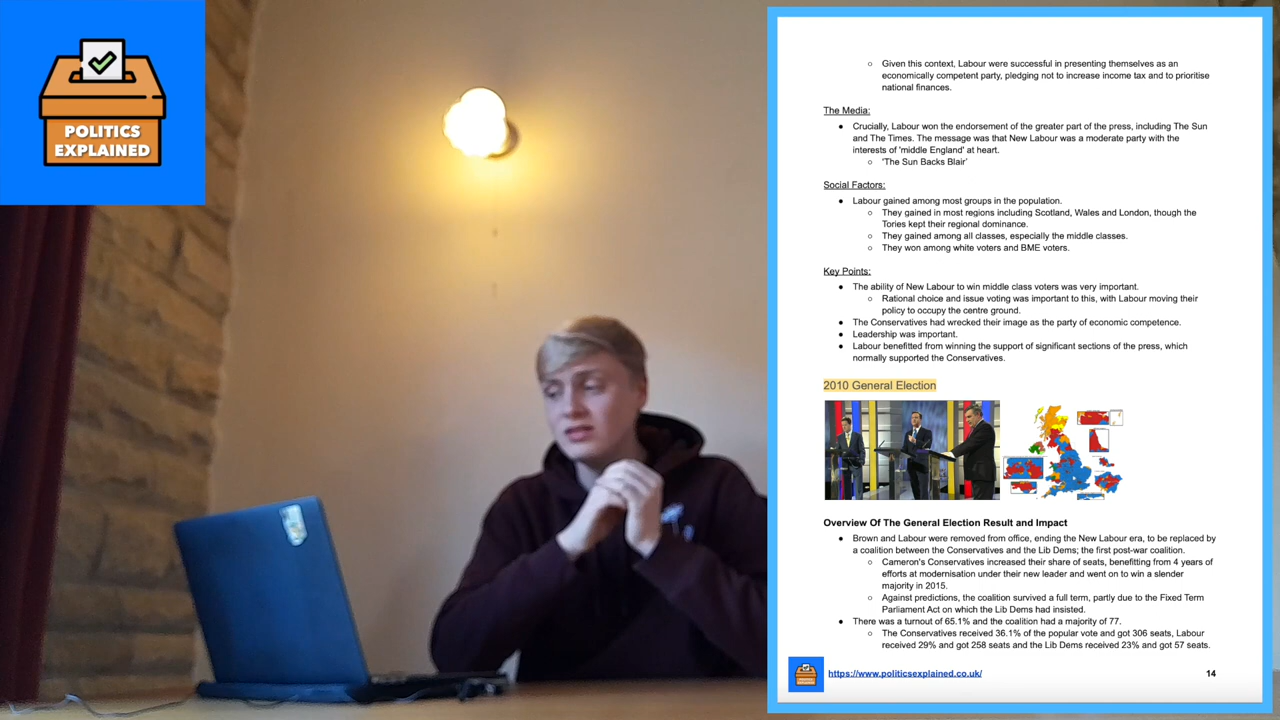 POLITICS
EXPLAINED
○ Given this context, Labour were successful in presenting themselves as an
economically competent party, pledging not to increase income tax and to prioritise
national finances.
The Media:
● Crucially, Labour won the endorsement of the greater part of the press, including The Sun
and The Times. The message was that New Labour was a moderate party with the
interests of 'middle England' at heart.
○ 'The Sun Backs Blair'
Social Factors:
● Labour gained among most groups in the population.
○ They gained in most regions including Scotland, Wales and London, though the
Tories kept their regional dominance.
○ They gained among all classes, especially the middle classes.
○ They won among white voters and BME voters.
Key Points:
● The ability of New Labour to win middle class voters was very important.
○ Rational choice and issue voting was important to this, with Labour moving their
policy to occupy the centre ground.
● The Conservatives had wrecked their image as the party of economic competence.
● Leadership was important.
● Labour benefitted from winning the support of significant sections of the press, which
normally supported the Conservatives.
2010 General Election
Overview Of The General Election Result and Impact
● Brown and Labour were removed from office, ending the New Labour era, to be replaced by
a coalition between the Conservatives and the Lib Dems; the first post-war coalition.
○ Cameron's Conservatives increased their share of seats, benefitting from 4 years of
efforts at modernisation under their new leader and went on to win a slender
majority in 2015.
○ Against predictions, the coalition survived a full term, partly due to the Fixed Term
Parliament Act on which the Lib Dems had insisted.
● There was a turnout of 65.1% and the coalition had a majority of 77.
○ The Conservatives received 36.1% of the popular vote and got 306 seats, Labour
received 29% and got 258 seats and the Lib Dems received 23% and got 57 seats.
POLITICS
EXPLAINED
https://www.politicsexplained.co.uk/ 14